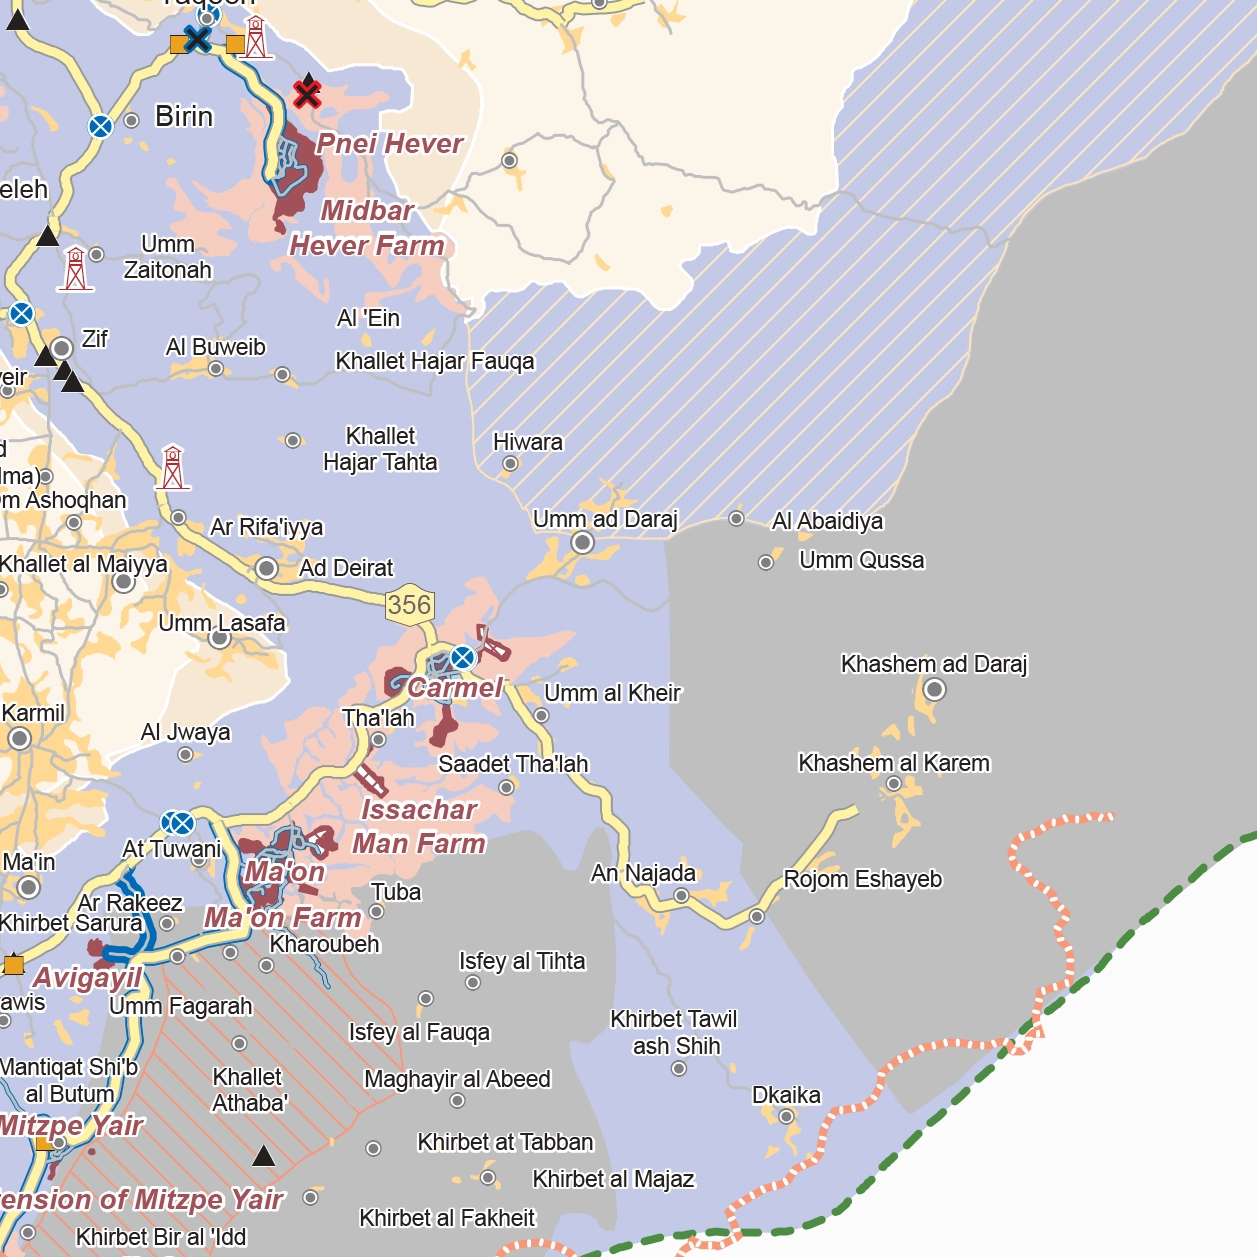 Birin
Pnei Hever
eleh
Midbar
Hever Farm
Umm
Zaitonah
Al 'Ein
Zif
Al Buweib
Khallet Hajar Fauqa
eir
Khallet
Hajar Tahta
Hiwara
d
lma)
m Ashoqhan
Ar Rifa'iyya
Umm ad Daraj
Al Abaidiya
Umm Qussa
Khallet al Maiyya
Ad Deirat
356
Umm Lasafa
Khashem ad Daraj
Carmel
Umm al Kheir
Karmil
Al Jwaya
Tha'lah
Saadet Tha'lah
Khashem al Karem
Issachar
Man Farm
At Tuwani
Ma'in
Ma'on
An Najada
Rojom Eshayeb
Tuba
Ar Rakeez
Khirbet Sarura
Ma'on Farm
Kharoubeh
Isfey al Tihta
Avigayil
awis
Umm Fagarah
Isfey al Fauqa
Khirbet Tawil
ash Shih
Mantiqat Shi'b
al Butum
Khallet
Athaba'
Maghayir al Abeed
Dkaika
Mitzpe Yair
Khirbet at Tabban
Khirbet al Majaz
ension of Mitzpe Yair
Khirbet al Fakheit
Khirbet Bir al 'Idd